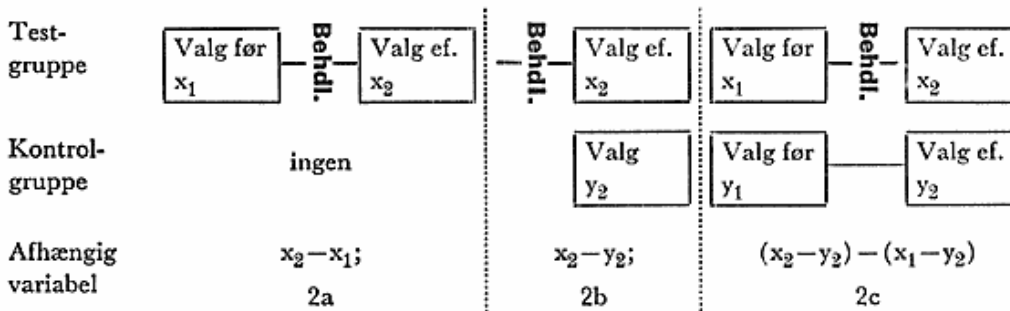 Test-
gruppe
Valg før
x₁
Behdl.
Valg ef.
x₂
Behdl.
Valg ef.
x₂
Valg før
x₁
Behdl.
Valg ef.
x₂
Kontrol-
gruppe
ingen
Valg
y₂
Valg før
y₁
Valg ef.
y₂
Afhængig
variabel
x₂—x₁;
x₂—y₂;
(x₂—y₂)—(x₁—y₂)
2a
2b
2c